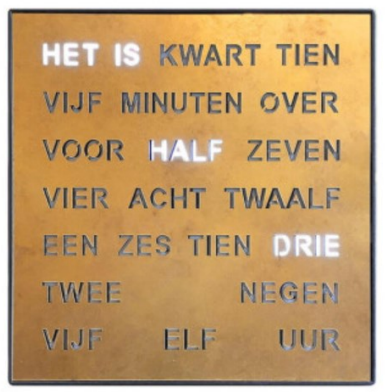 HET IS KWART TIEN
VIJF MINUTEN OVER
VOOR HALF ZEVEN
VIER ACHT TWAALF
EEN ZES TIEN DRIE
TWEE NEGEN
VIJF ELF UUR